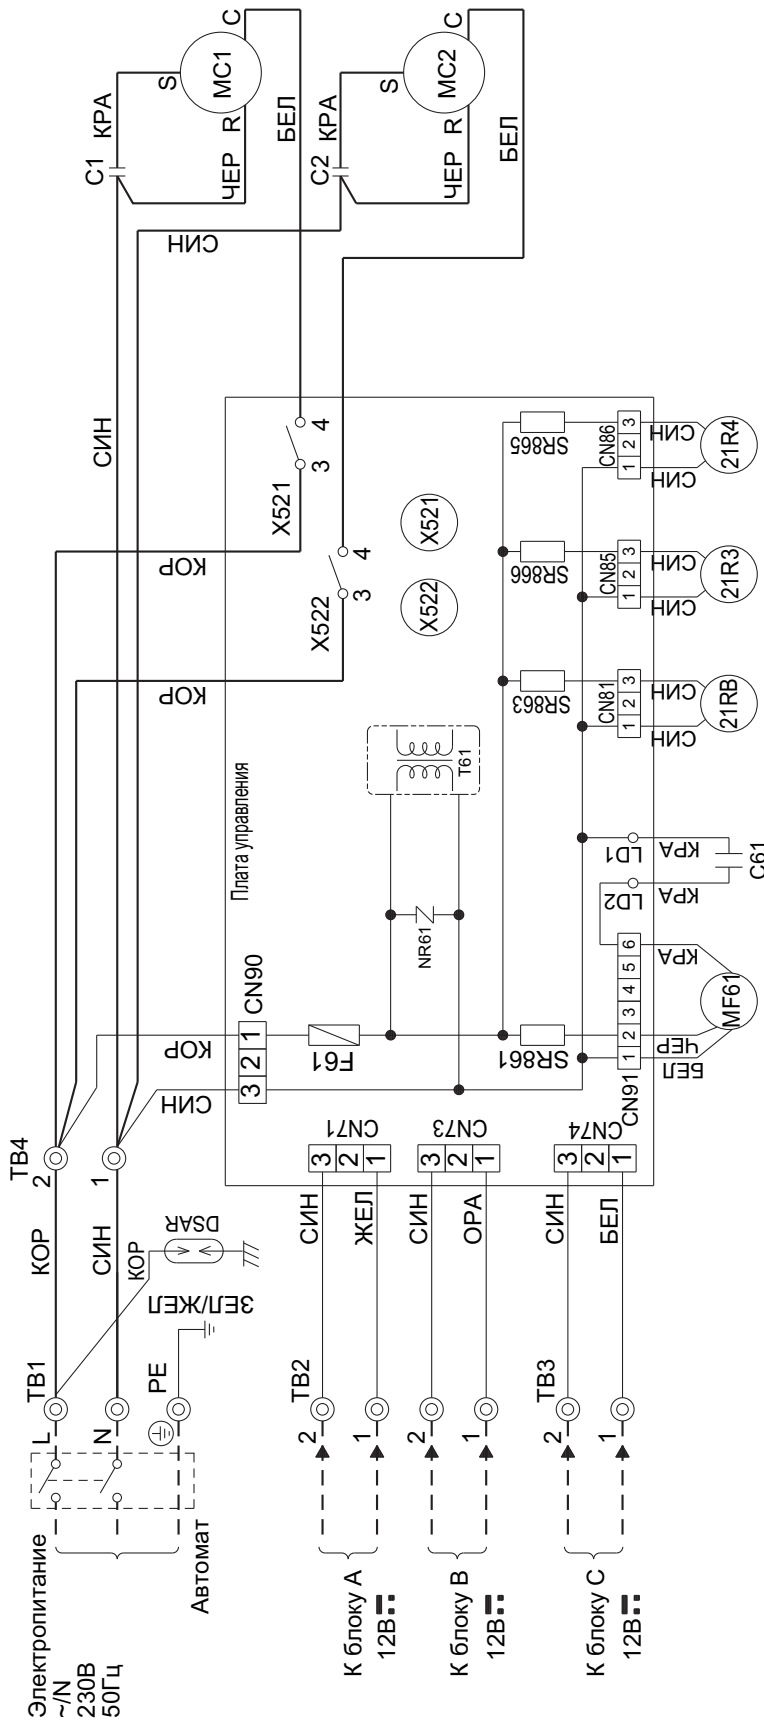 Электропитание
~/N
230В
50Гц
Автомат
L
N
PE
TB1
КОР
СИН
КОР
DSAR
ЗЕЛ/ЖЕЛ
TB4
2
1
КОР
СИН
КОР
КОР
СИН
СИН
C1
КРА
S
MC1
C
R
ЧЕР
БЕЛ
C2
КРА
S
MC2
C
R
ЧЕР
БЕЛ
Плата управления
CN90
3 2 1
F61
NR61
T61
X522
3
4
X521
3
4
X522
X521
SR861
SR863
SR866
SR865
К блоку A
12В
2
1
TB2
СИН
ЖЕЛ
CN71
3 2 1
К блоку B
12В
2
1
СИН
ОРА
CN73
3 2 1
К блоку C
12В
2
1
TB3
СИН
БЕЛ
CN74
3 2 1
CN91
1 2 3 4 5 6
БЕЛ
ЧЕР
КРА
MF61
LD2
LD1
КРА
КРА
C61
CN81
1 2 3
СИН
СИН
21RB
CN85
1 2 3
СИН
СИН
21R3
CN86
1 2 3
СИН
СИН
21R4